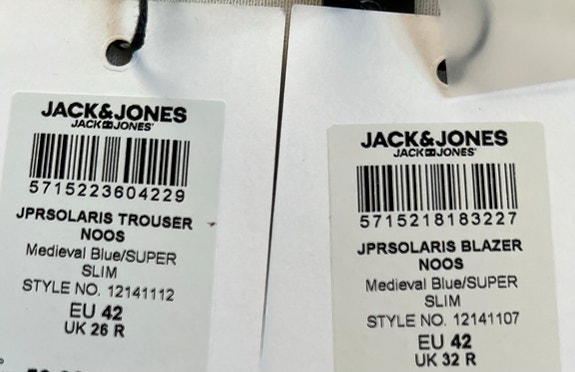 JACK&JONES
JACK&JONES
5715223604229
JPRSOLARIS TROUSER
NOOS
Medieval Blue/SUPER
SLIM
STYLE NO. 12141112
EU 42
UK 26 R
JACK&JONES
JACK&JONES
5715218183227
JPRSOLARIS BLAZER
NOOS
Medieval Blue/SUPER
SLIM
STYLE NO. 12141107
EU 42
UK 32 R